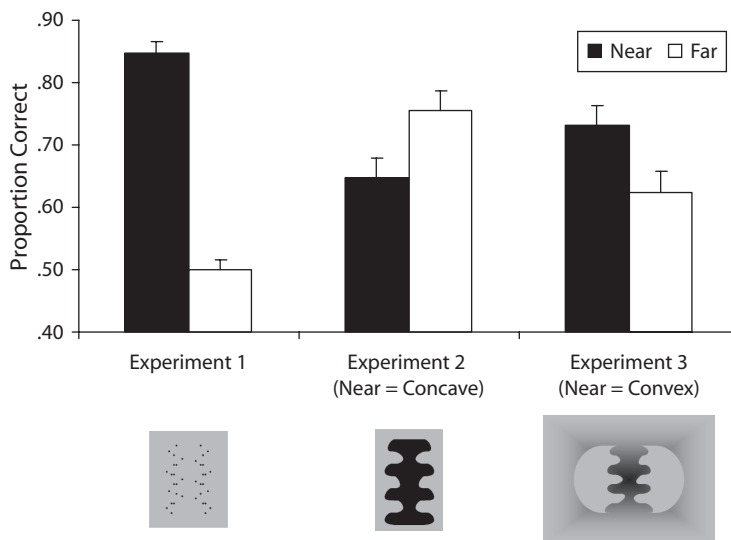 .90
.80
.70
.60
.50
.40
Proportion Correct
Near Far
Experiment 1
Experiment 2
(Near = Concave)
Experiment 3
(Near = Convex)